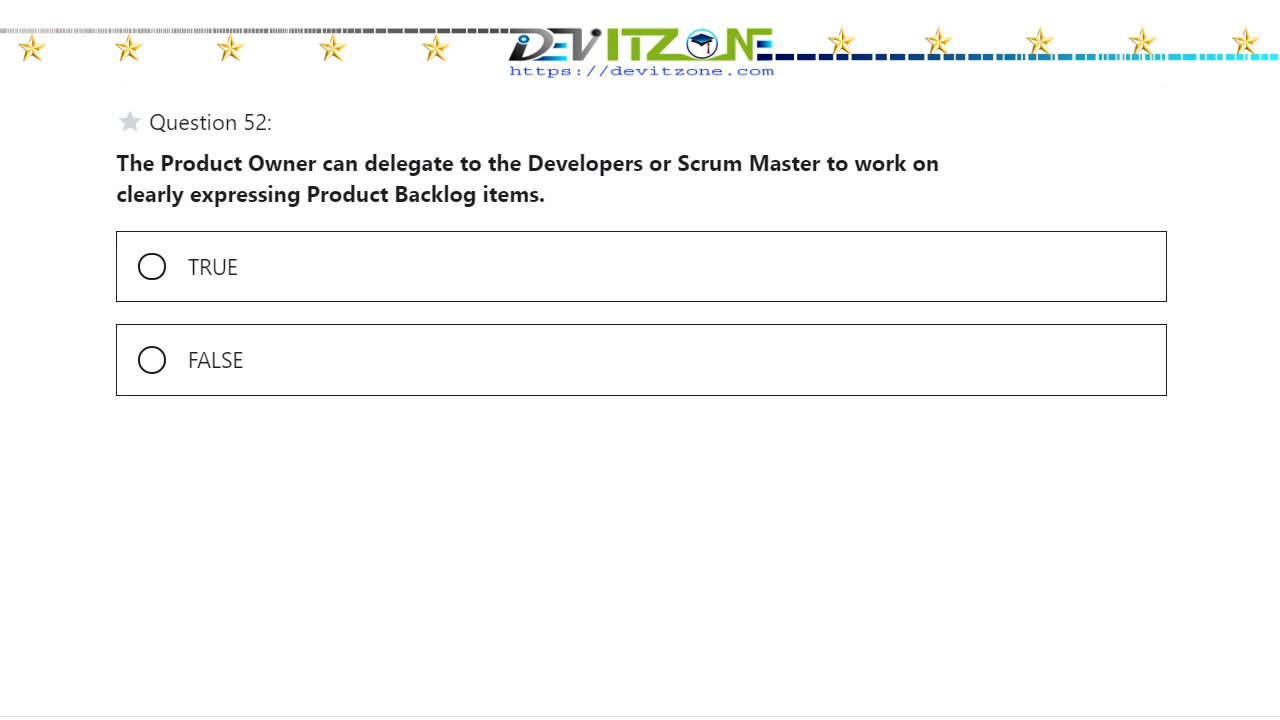 DEVITZONE
https://devitzone.com
Question 52:
The Product Owner can delegate to the Developers or Scrum Master to work on
clearly expressing Product Backlog items.
TRUE
FALSE